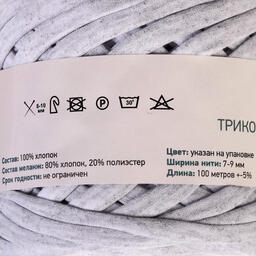 5-10
мм
P
30°
ТРИКО
Состав: 100% хлопок
Состав меланж: 80% хлопок, 20% полиэстер
Срок годности: не ограничен
Цвет: указан на упаковке
Ширина нити: 7-9 мм
Длина: 100 метров +-5%